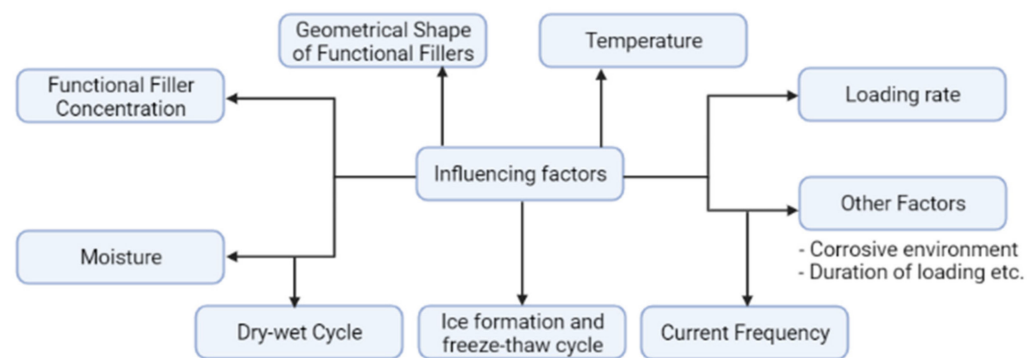 Geometrical Shape
of Functional Fillers
Temperature
Functional Filler
Concentration
Loading rate
Influencing factors
Other Factors
- Corrosive environment
- Duration of loading etc.
Moisture
Dry-wet Cycle
Ice formation and
freeze-thaw cycle
Current Frequency